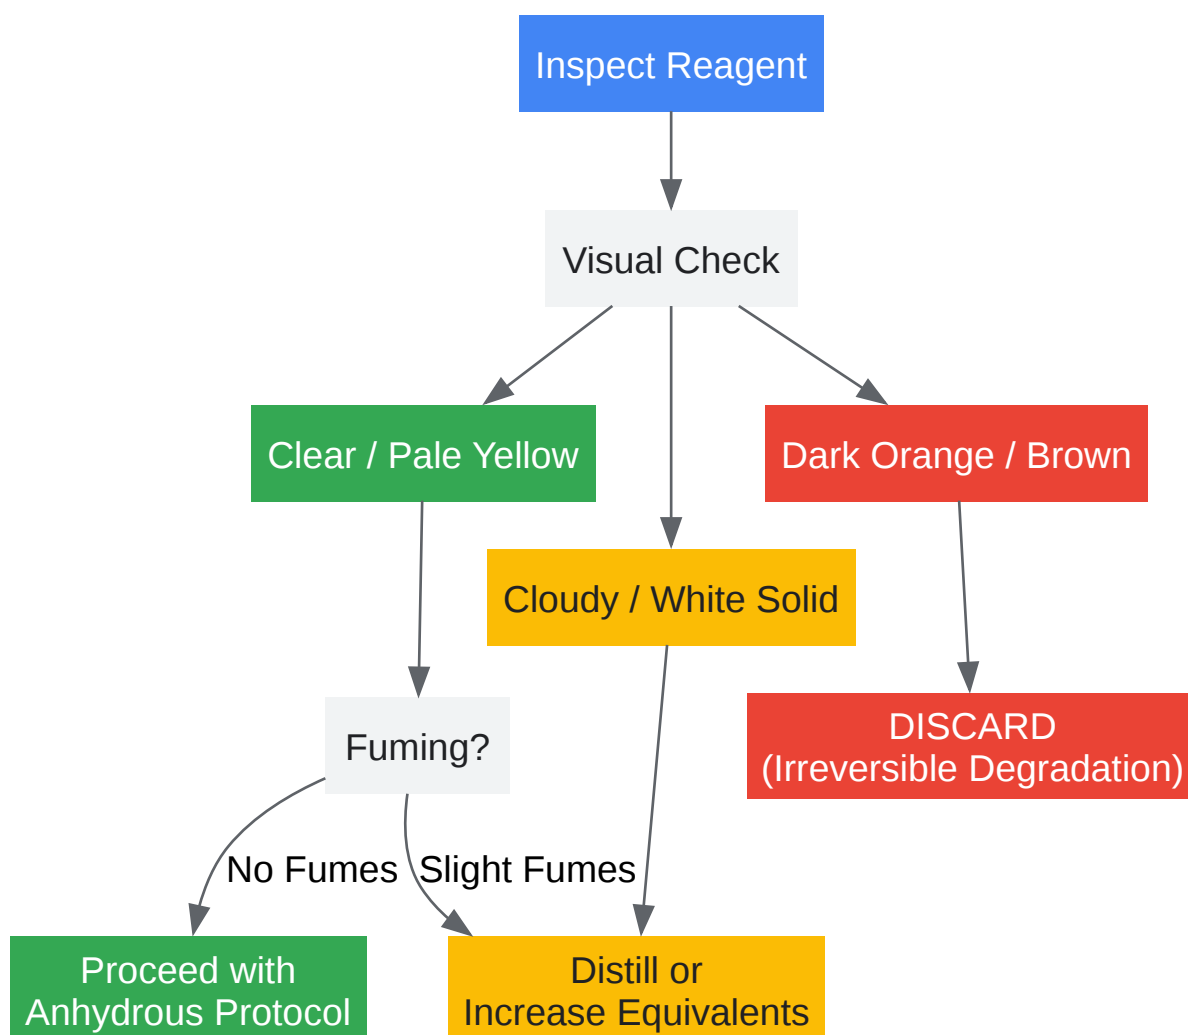 Inspect Reagent
Visual Check
Clear / Pale Yellow
Dark Orange / Brown
Cloudy / White Solid
DISCARD
(Irreversible Degradation)
Fuming?
No Fumes
Slight Fumes
Proceed with
Anhydrous Protocol
Distill or
Increase Equivalents